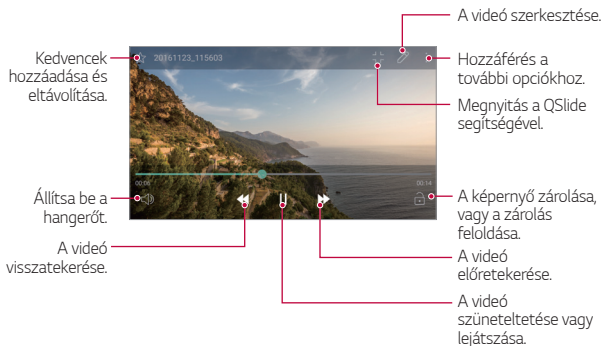 A videó szerkesztése.
Kedvencek
hozzáadása és
eltávolítása.
20161123_115603
Hozzáférés a
további opciókhoz.
Megnyitás a QSlide
segítségével.
00:06
00:14
Állítsa be a
hangerőt.
A képernyő zárolása,
vagy a zárolás
feloldása.
A videó
visszatekerése.
A videó
előretekerése.
A videó
szüneteltetése vagy
lejátszása.